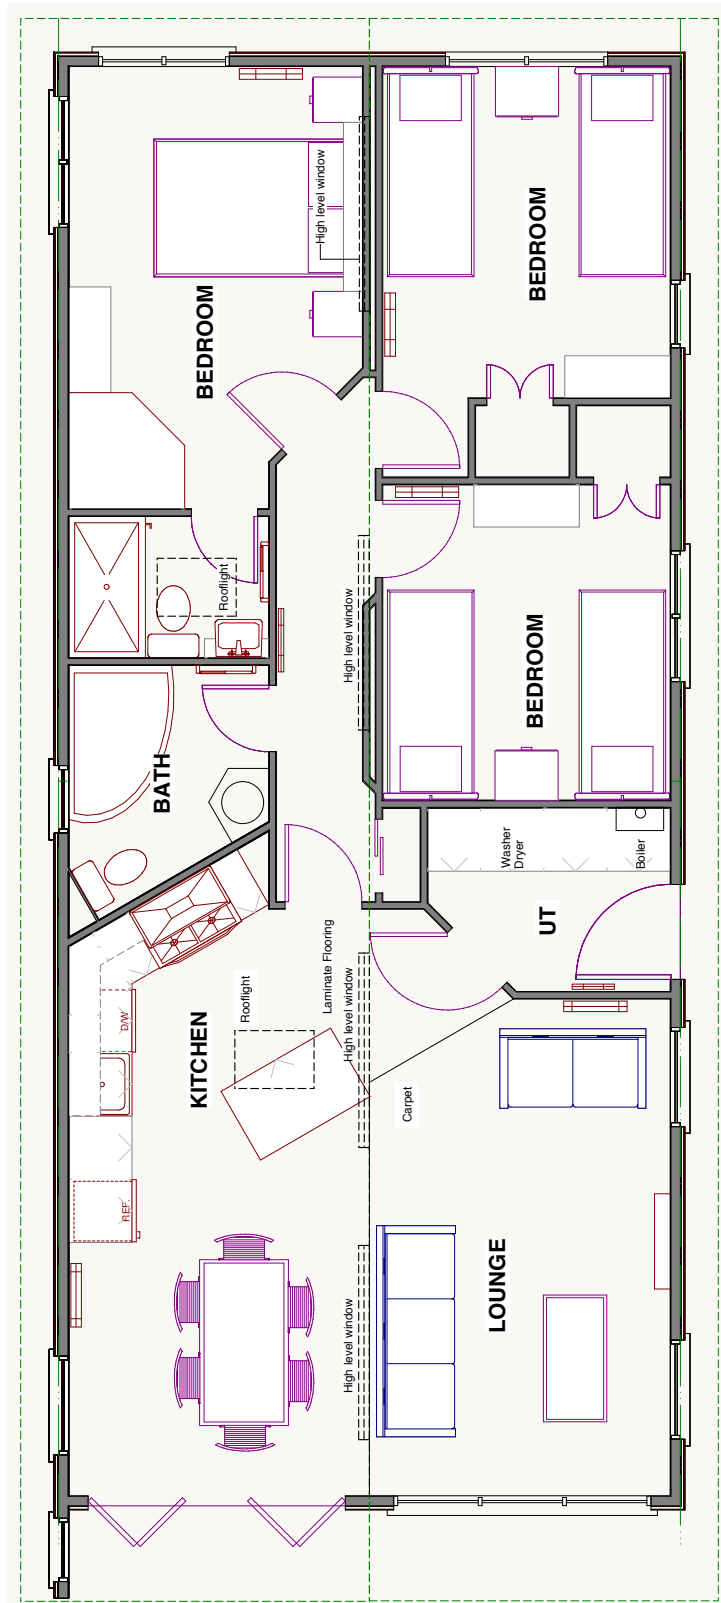 High level window
BEDROOM
BEDROOM
Rooflight
High level window
BEDROOM
BATH
Washer
Dryer
Boiler
UT
Laminate Flooring
Rooflight
High level window
D/W
KITCHEN
Carpet
REF.
LOUNGE
High level window